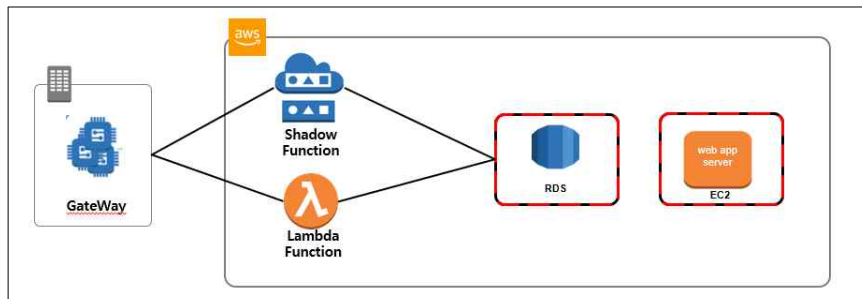 aws
GateWay
Shadow
Function
Lambda
Function
RDS
web app
server
EC2